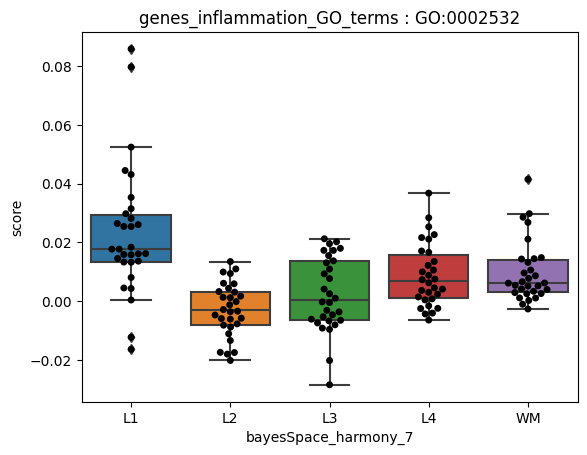 genes_inflammation_GO_terms : GO:0002532
0.08
0.06
0.04
0.02
0.00
−0.02
score
L1 L2 L3 L4 WM
bayesSpace_harmony_7